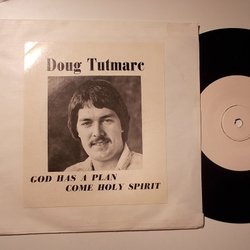 Doug Tutmarc
GOD HAS A PLAN
COME HOLY SPIRIT